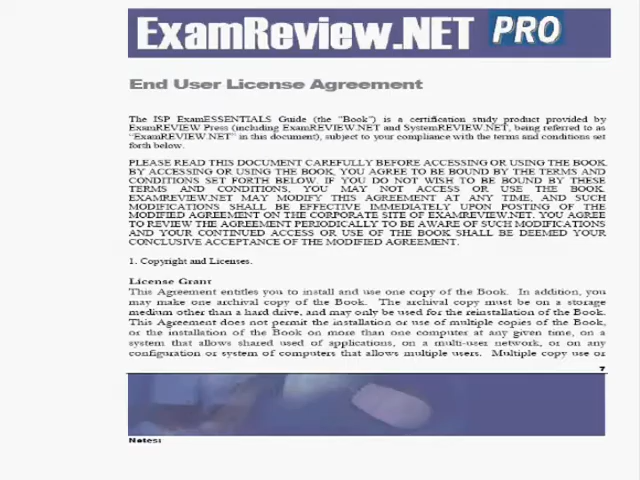 ExamReview.NET PRO
End User License Agreement
The ISP ExamESSENTIALS Guide (the "Book") is a certification study product provided by
ExamREVIEW Press (including ExamREVIEW.NET and SystemREVIEW.NET, being referred to as
"ExamREVIEW.NET" in this document), subject to your compliance with the terms and conditions set
forth below.
PLEASE READ THIS DOCUMENT CAREFULLY BEFORE ACCESSING OR USING THE BOOK.
BY ACCESSING OR USING THE BOOK, YOU AGREE TO BE BOUND BY THE TERMS AND
CONDITIONS SET FORTH BELOW. IF YOU DO NOT WISH TO BE BOUND BY THESE
TERMS AND CONDITIONS, YOU MAY NOT ACCESS OR USE THE BOOK.
EXAMREVIEW.NET MAY MODIFY THIS AGREEMENT AT ANY TIME, AND SUCH
MODIFICATIONS SHALL BE EFFECTIVE IMMEDIATELY UPON POSTING OF THE
MODIFIED AGREEMENT ON THE CORPORATE SITE OF EXAMREVIEW.NET. YOU AGREE
TO REVIEW THE AGREEMENT PERIODICALLY TO BE AWARE OF SUCH MODIFICATIONS
AND YOUR CONTINUED ACCESS OR USE OF THE BOOK SHALL BE DEEMED YOUR
CONCLUSIVE ACCEPTANCE OF THE MODIFIED AGREEMENT.
1. Copyright and Licenses.
License Grant
This Agreement entitles you to install and use one copy of the Book. In addition, you
may make one archival copy of the Book. The archival copy must be on a storage
medium other than a hard drive, and may only be used for the reinstallation of the Book.
This Agreement does not permit the installation or use of multiple copies of the Book,
or the installation of the Book on more than one computer at any given time, on a
system that allows shared used of applications, on a multi-user network, or on any
configuration or system of computers that allows multiple users. Multiple copy use or
7
Notes: